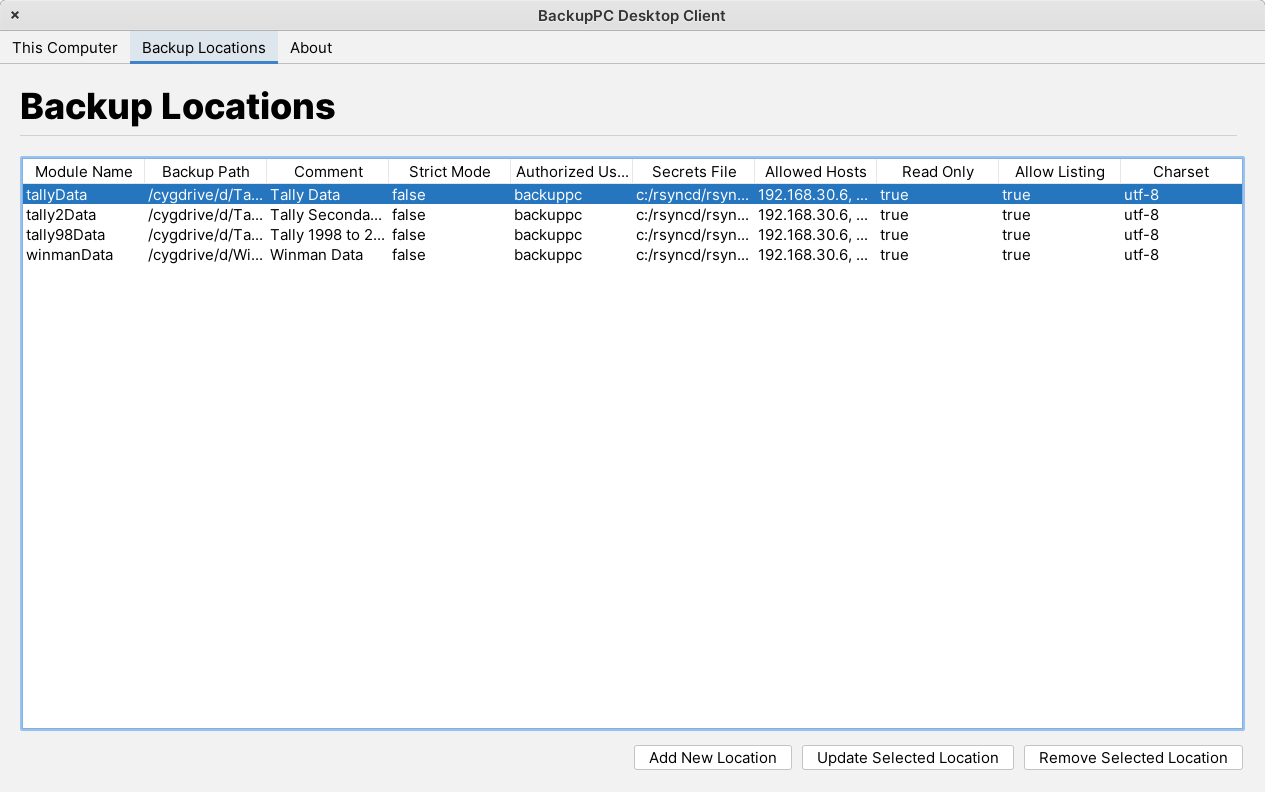 BackupPC Desktop Client
This Computer Backup Locations About
Backup Locations
Module Name Backup Path Comment Strict Mode Authorized Us... Secrets File Allowed Hosts Read Only Allow Listing Charset
tallyData /cygdrive/d/Ta... Tally Data false backuppc c:/rsyncd/rsyn... 192.168.30.6, ... true true utf-8
tally2Data /cygdrive/d/Ta... Tally Seconda... false backuppc c:/rsyncd/rsyn... 192.168.30.6, ... true true utf-8
tally98Data /cygdrive/d/Ta... Tally 1998 to 2... false backuppc c:/rsyncd/rsyn... 192.168.30.6, ... true true utf-8
winmanData /cygdrive/d/Wi... Winman Data false backuppc c:/rsyncd/rsyn... 192.168.30.6, ... true true utf-8
Add New Location Update Selected Location Remove Selected Location